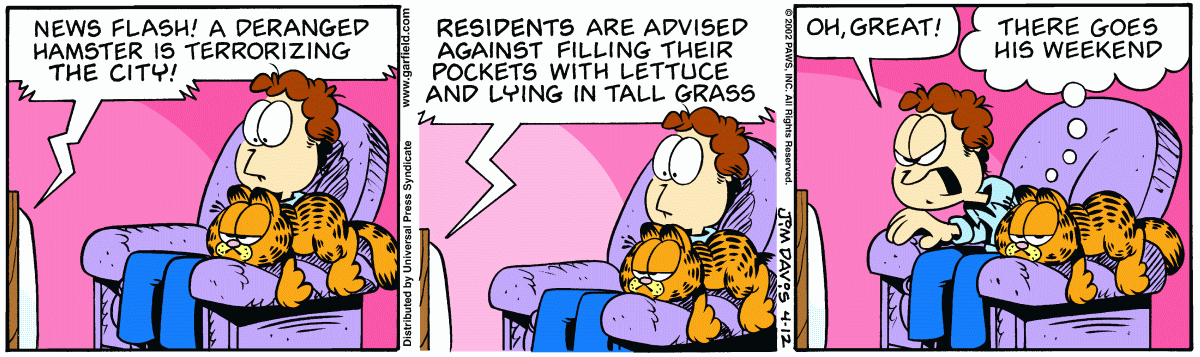 NEWS FLASH! A DERANGED
HAMSTER IS TERRORIZING
THE CITY!
www.garfield.com
Distributed by Universal Press Syndicate
RESIDENTS ARE ADVISED
AGAINST FILLING THEIR
POCKETS WITH LETTUCE
AND LYING IN TALL GRASS
© 2002 PAWS, INC. All Rights Reserved.
JIM DAVIS 4-12
OH, GREAT!
THERE GOES
HIS WEEKEND